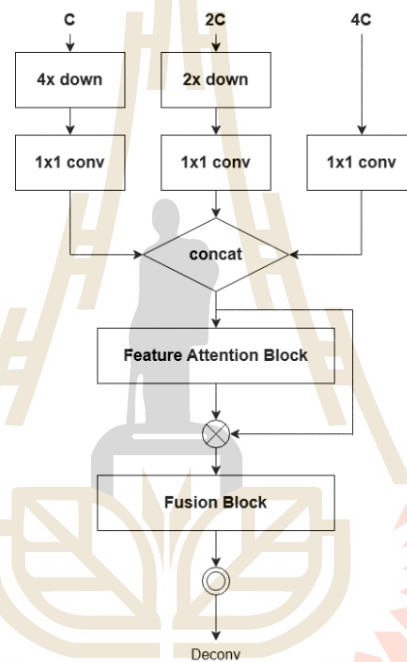 C 2C 4C
4x down 2x down
1x1 conv 1x1 conv 1x1 conv
concat
Feature Attention Block
Fusion Block
Deconv